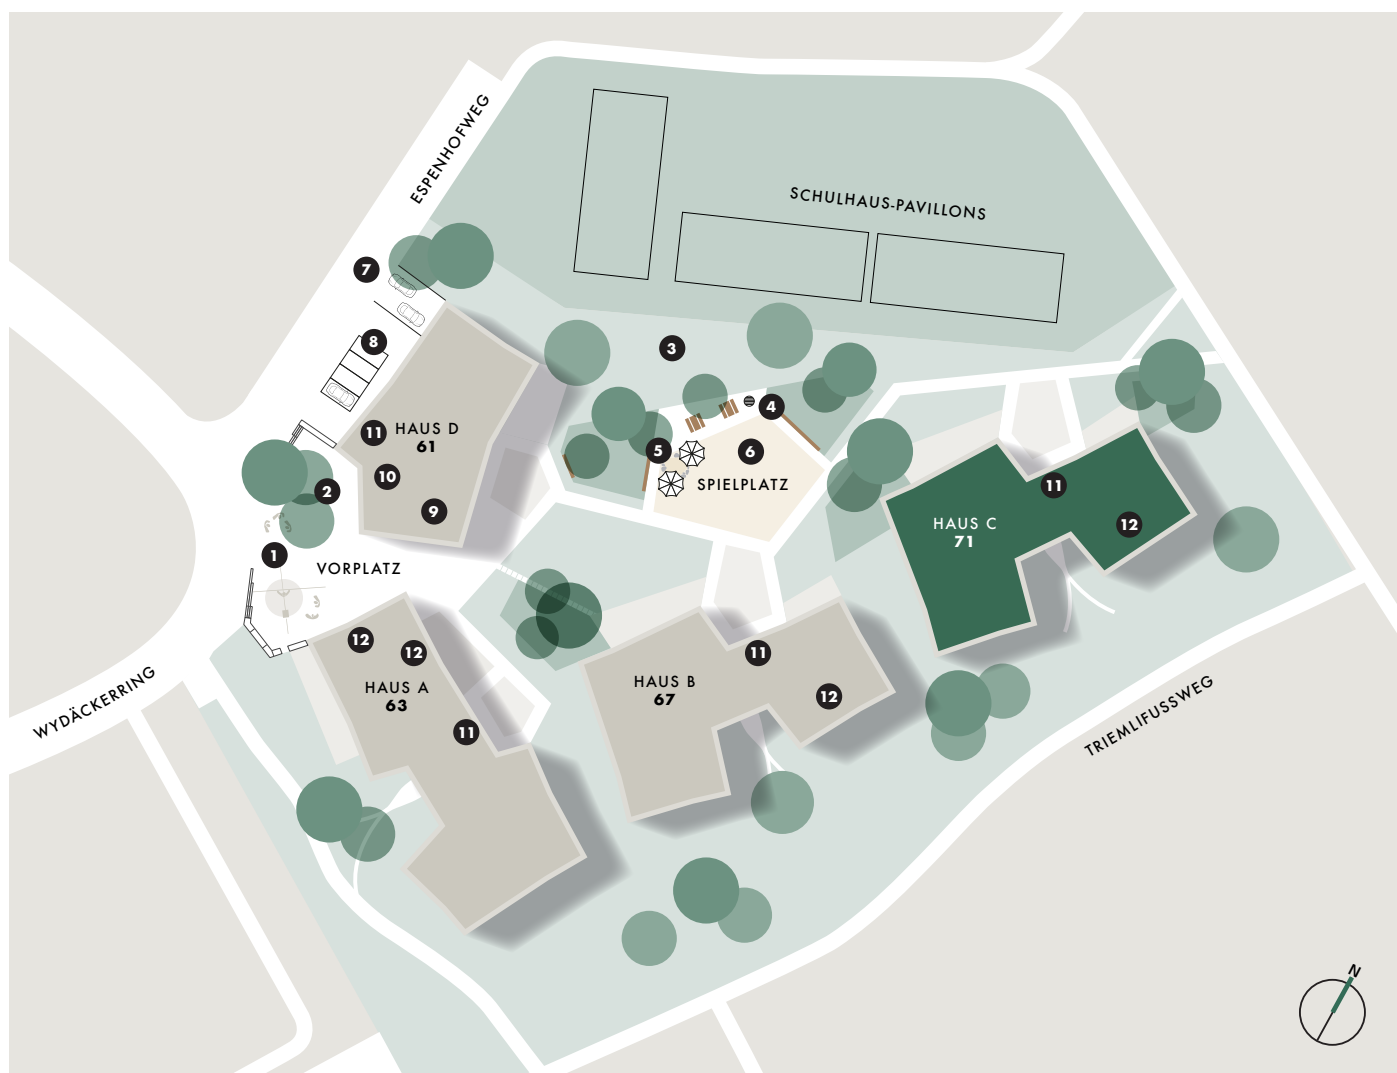 ESPENHOFWEG
SCHULHAUS-PAVILLONS
7
8
3
4
11
HAUS D
61
5
6
SPIELPLATZ
10
2
9
11
12
HAUS C
71
1
VORPLATZ
12
12
HAUS A
63
11
11
HAUS B
67
12
WYDÄCKERRING
TRIEMLIFUSSWEG
N